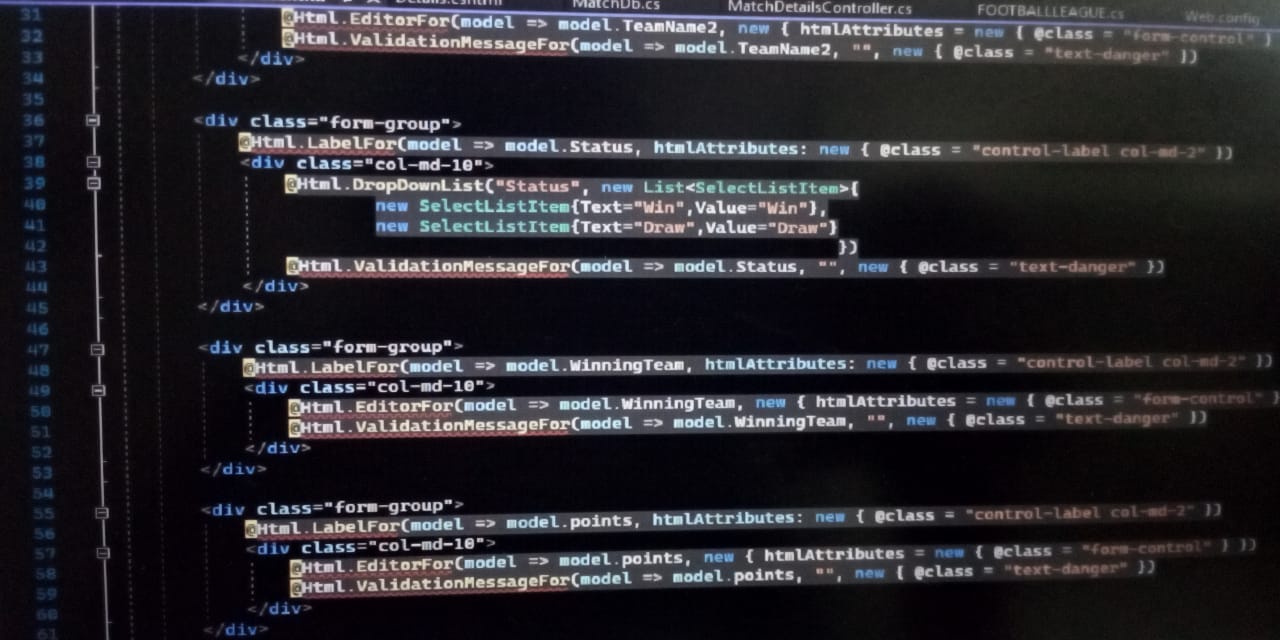 Details.cshtml MatchDb.cs MatchDetailsController.cs FOOTBALLLEAGUE.cs Web.config
31 @Html.EditorFor(model => model.TeamName2, new { htmlAttributes = new { @class = "form-control" }
32 @Html.ValidationMessageFor(model => model.TeamName2, "", new { @class = "text-danger" })
33 </div>
34 </div>
35
36 <div class="form-group">
37 @Html.LabelFor(model => model.Status, htmlAttributes: new { @class = "control-label col-md-2" })
38 <div class="col-md-10">
39 @Html.DropDownList("Status", new List<SelectListItem>{
40 new SelectListItem{Text="Win",Value="Win"},
41 new SelectListItem{Text="Draw",Value="Draw"}
42 })
43 @Html.ValidationMessageFor(model => model.Status, "", new { @class = "text-danger" })
44 </div>
45 </div>
46
47 <div class="form-group">
48 @Html.LabelFor(model => model.WinningTeam, htmlAttributes: new { @class = "control-label col-md-2" })
49 <div class="col-md-10">
50 @Html.EditorFor(model => model.WinningTeam, new { htmlAttributes = new { @class = "form-control" }
51 @Html.ValidationMessageFor(model => model.WinningTeam, "", new { @class = "text-danger" })
52 </div>
53 </div>
54
55 <div class="form-group">
56 @Html.LabelFor(model => model.points, htmlAttributes: new { @class = "control-label col-md-2" })
57 <div class="col-md-10">
58 @Html.EditorFor(model => model.points, new { htmlAttributes = new { @class = "form-control" } })
59 @Html.ValidationMessageFor(model => model.points, "", new { @class = "text-danger" })
60 </div>
61 </div>